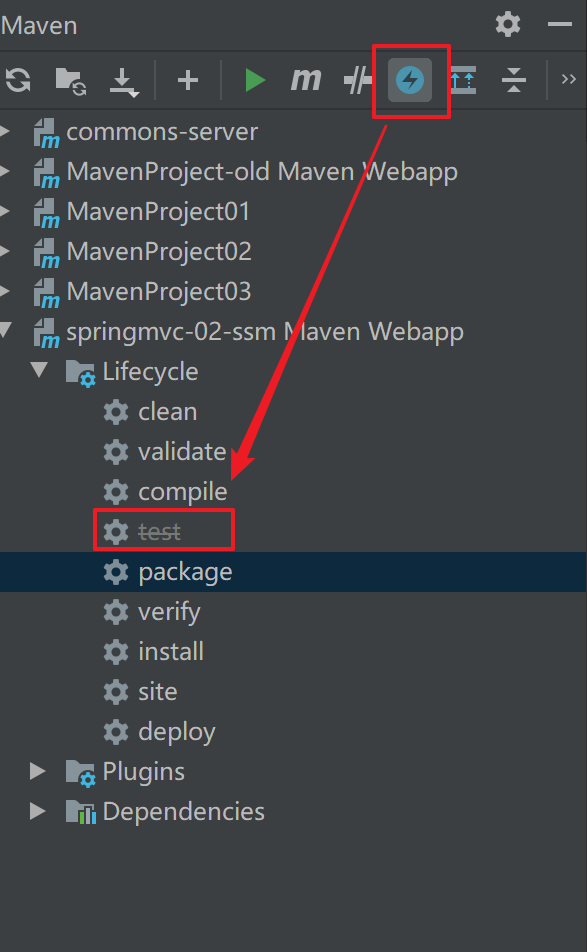 Maven
m
commons-server
MavenProject-old Maven Webapp
MavenProject01
MavenProject02
MavenProject03
springmvc-02-ssm Maven Webapp
Lifecycle
clean
validate
compile
test
package
verify
install
site
deploy
Plugins
Dependencies